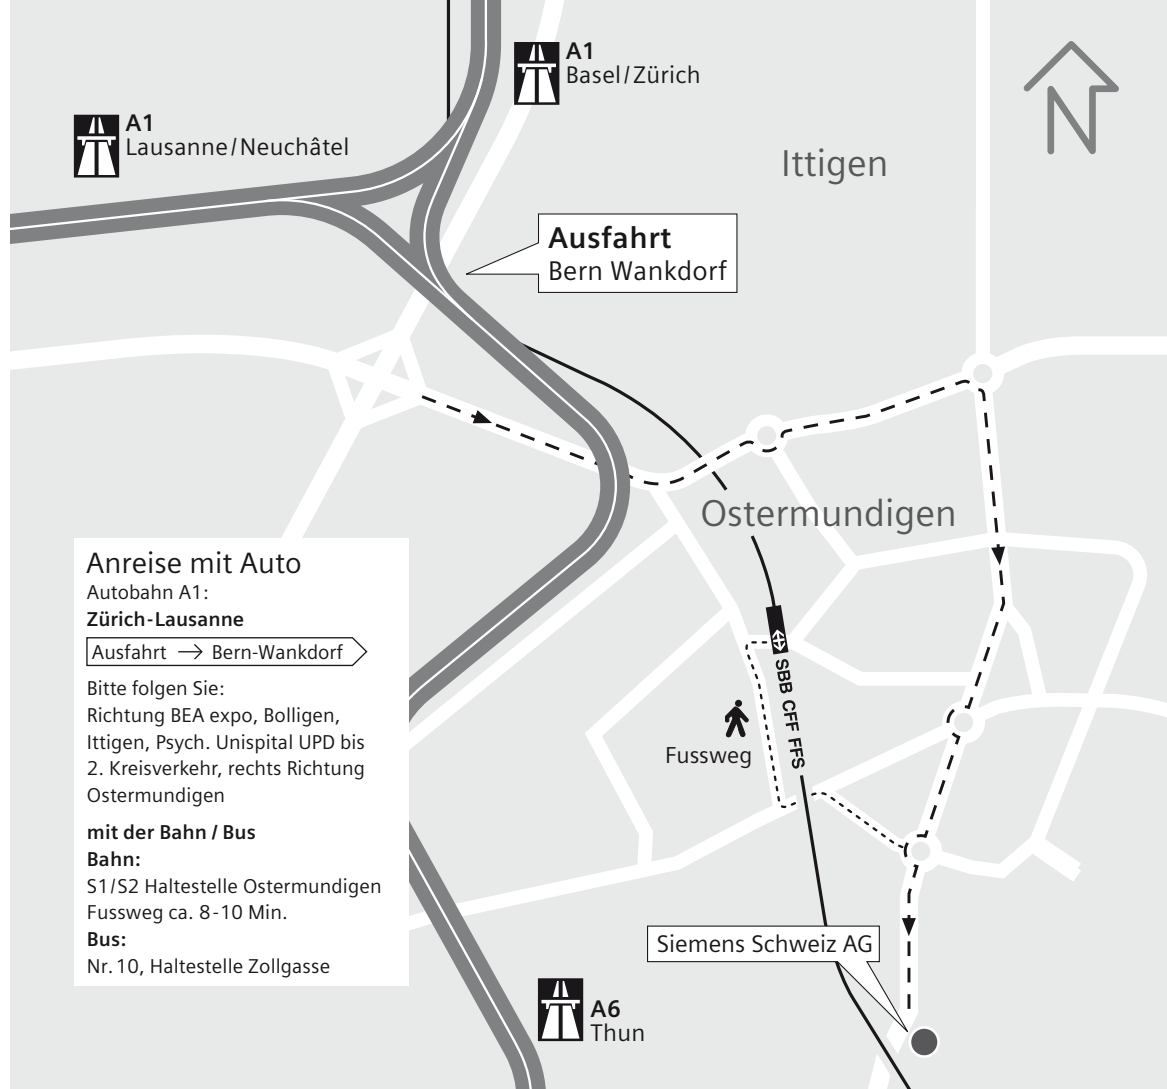 A1
Basel/Zürich
A1
Lausanne/Neuchâtel
N
Ittigen
Ausfahrt
Bern Wankdorf
Ostermundigen
Anreise mit Auto
Autobahn A1:
Zürich-Lausanne
Ausfahrt → Bern-Wankdorf
Bitte folgen Sie:
Richtung BEA expo, Bolligen,
Ittigen, Psych. Unispital UPD bis
2. Kreisverkehr, rechts Richtung
Ostermundigen
mit der Bahn / Bus
Bahn:
S1/S2 Haltestelle Ostermundigen
Fussweg ca. 8-10 Min.
Bus:
Nr. 10, Haltestelle Zollgasse
SBB CFF FFS
Fussweg
Siemens Schweiz AG
A6
Thun